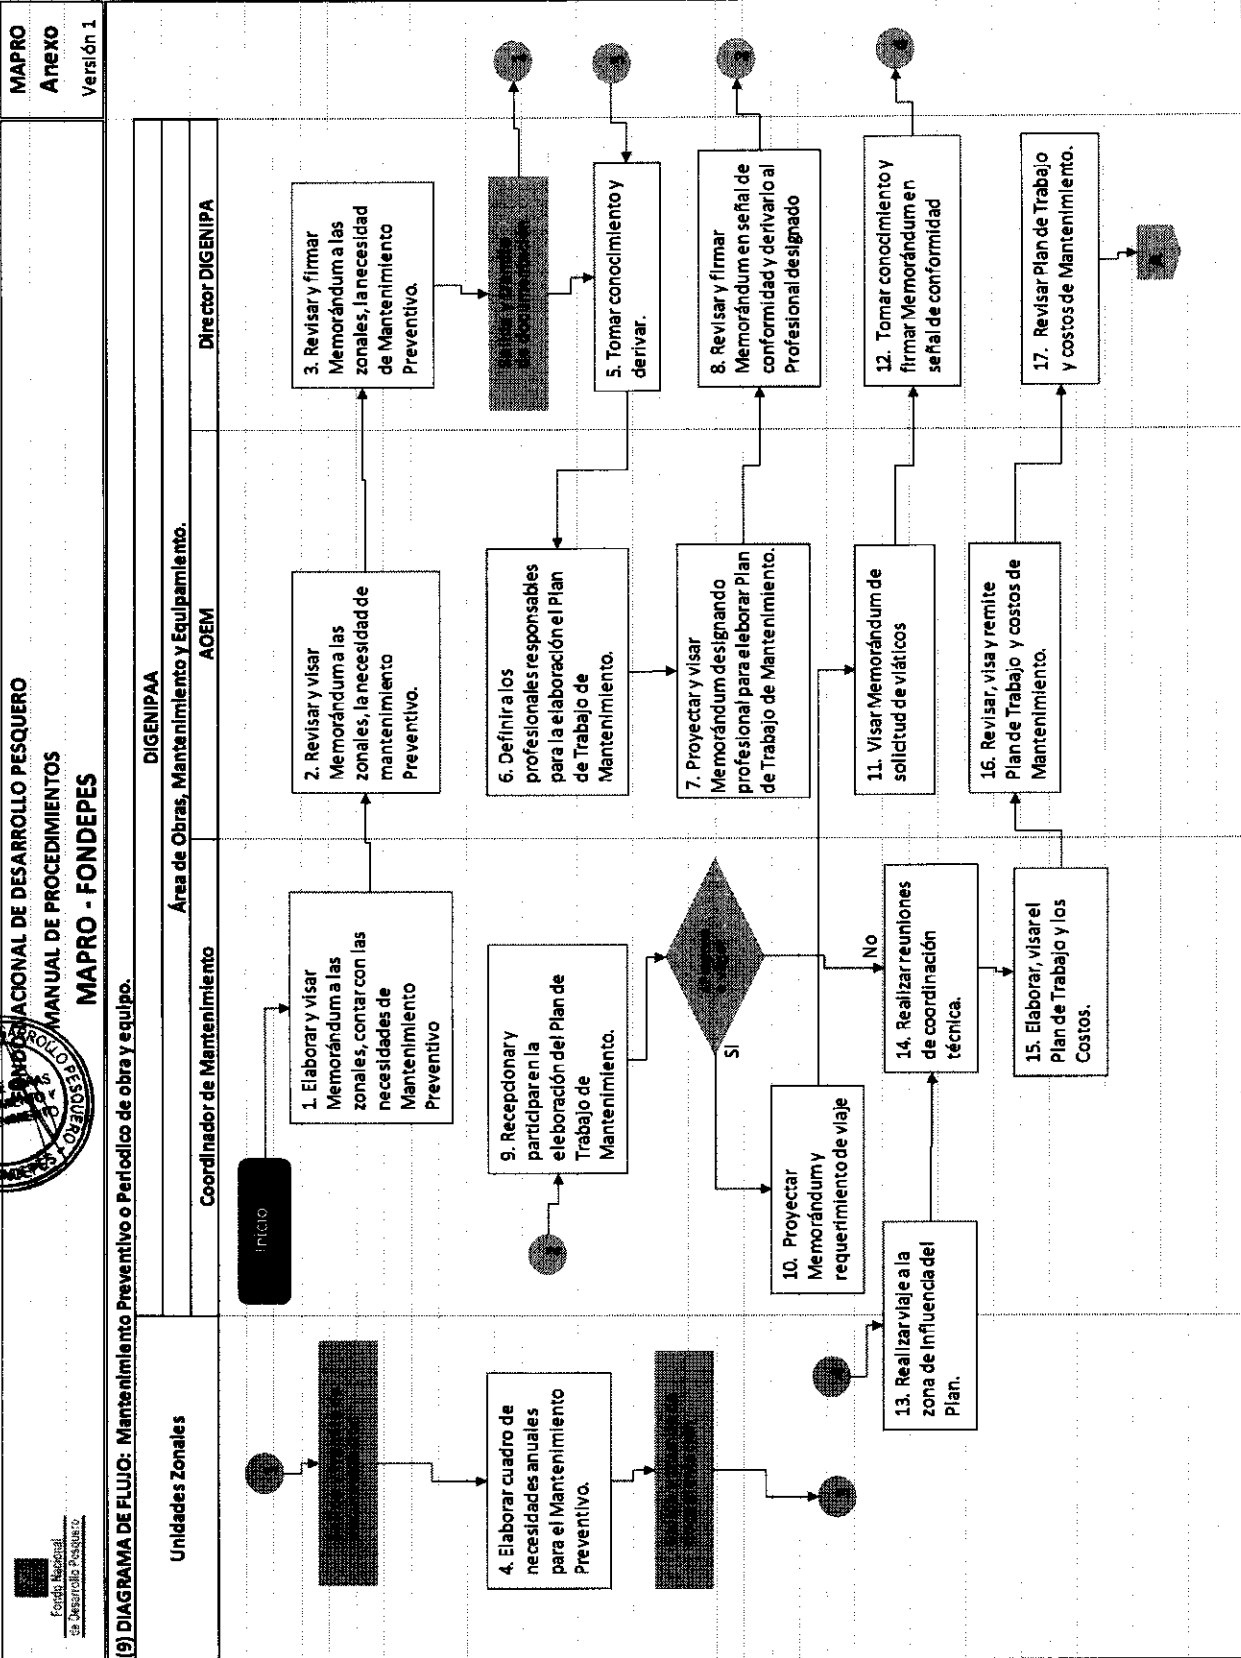 Fondo Nacional
de Desarrollo Pesquero
NACIONAL DE DESARROLLO PESQUERO
MANUAL DE PROCEDIMIENTOS
MAPRO - FONDEPES
MAPRO
Anexo
Versión 1
(9) DIAGRAMA DE FLUJO: Mantenimiento Preventivo o Periodico de obra y equipo.
DIGENIPAA
Unidades Zonales
Área de Obras, Mantenimiento y Equipamiento.
Coordinador de Mantenimiento
AOEM
Director DIGENIPA
Inicio
1. Elaborar y visar
Memorándum a las
zonales, contar con las
necesidades de
Mantenimiento
Preventivo
2. Revisar y visar
Memorándum a las
zonales, la necesidad de
mantenimiento
Preventivo.
3. Revisar y firmar
Memorándum a las
zonales, la necesidad
de Mantenimiento
Preventivo.
4. Elaborar cuadro de
necesidades anuales
para el Mantenimiento
Preventivo.
5. Tomar conocimiento y
derivar.
6. Definir a los
profesionales responsables
para la elaboración el Plan
de Trabajo de
Mantenimiento.
7. Proyectar y visar
Memorándum designando
profesional para eleborar Plan
de Trabajo de Mantenimiento.
8. Revisar y firmar
Memorándum en señal de
conformidad y derivarlo al
Profesional designado
9. Recepcionar y
participar en la
eleboración del Plan de
Trabajo de
Mantenimiento.
SI
No
10. Proyectar
Memorándum y
requerimiento de viaje
11. Visar Memorándum de
solicitud de viáticos
12. Tomar conocimiento y
firmar Memorándum en
señal de conformidad
13. Realizar viaje a la
zona de Influencia del
Plan.
14. Realizar reuniones
de coordinación
técnica.
15. Elaborar, visar el
Plan de Trabajo y los
Costos.
16. Revisar, visa y remite
Plan de Trabajo y costos de
Mantenimiento.
17. Revisar Plan de Trabajo
y costos de Mantenimiento.